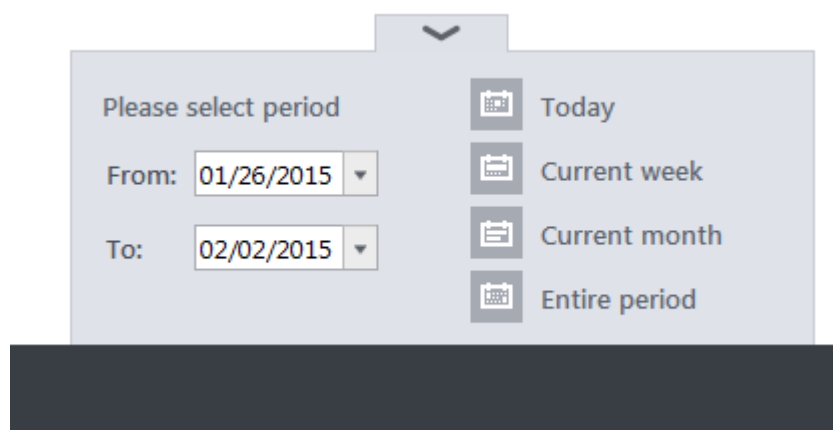 Please select period
From: 01/26/2015
To: 02/02/2015
Today
Current week
Current month
Entire period